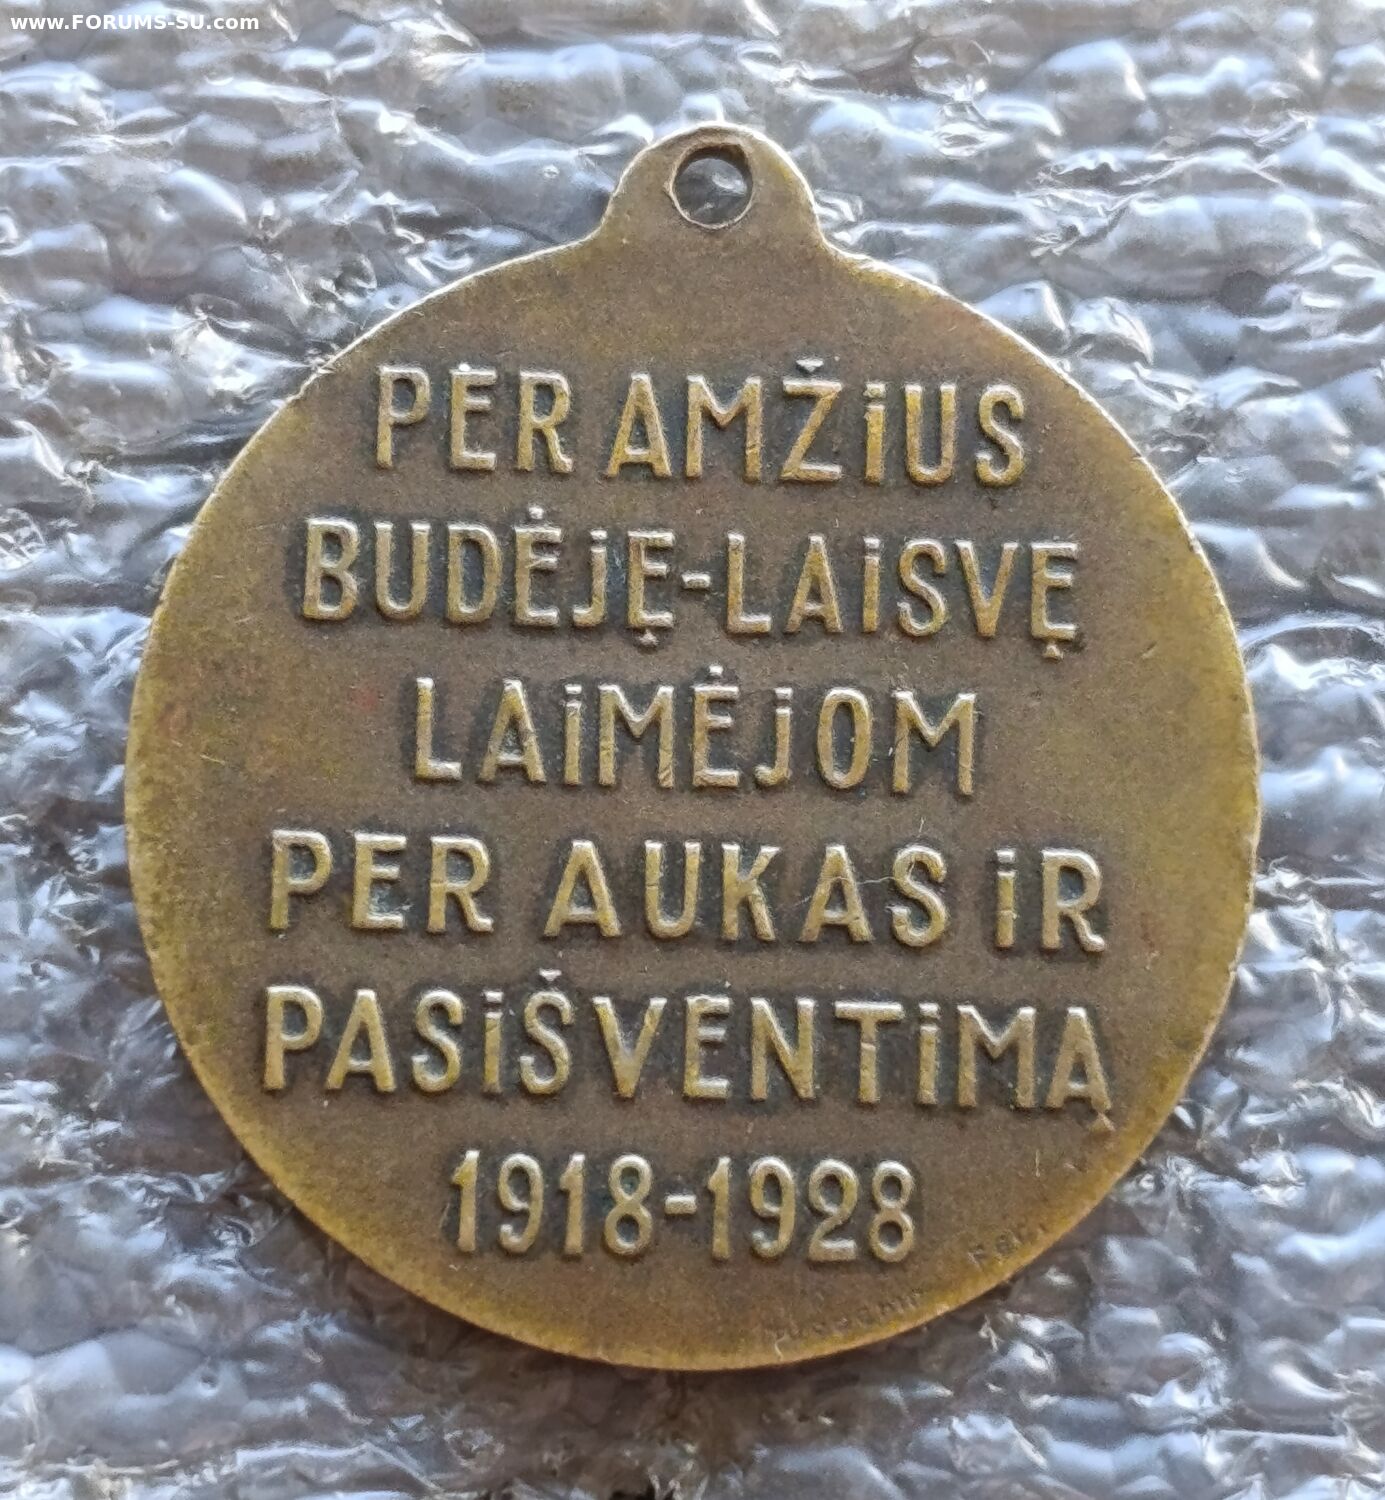 www.FORUMS-SU.com
PER AMŽiUS
BUDĖJĘ-LAiSVĘ
LAiMĖJOM
PER AUKAS iR
PASiŠVENTiMĄ
1918-1928